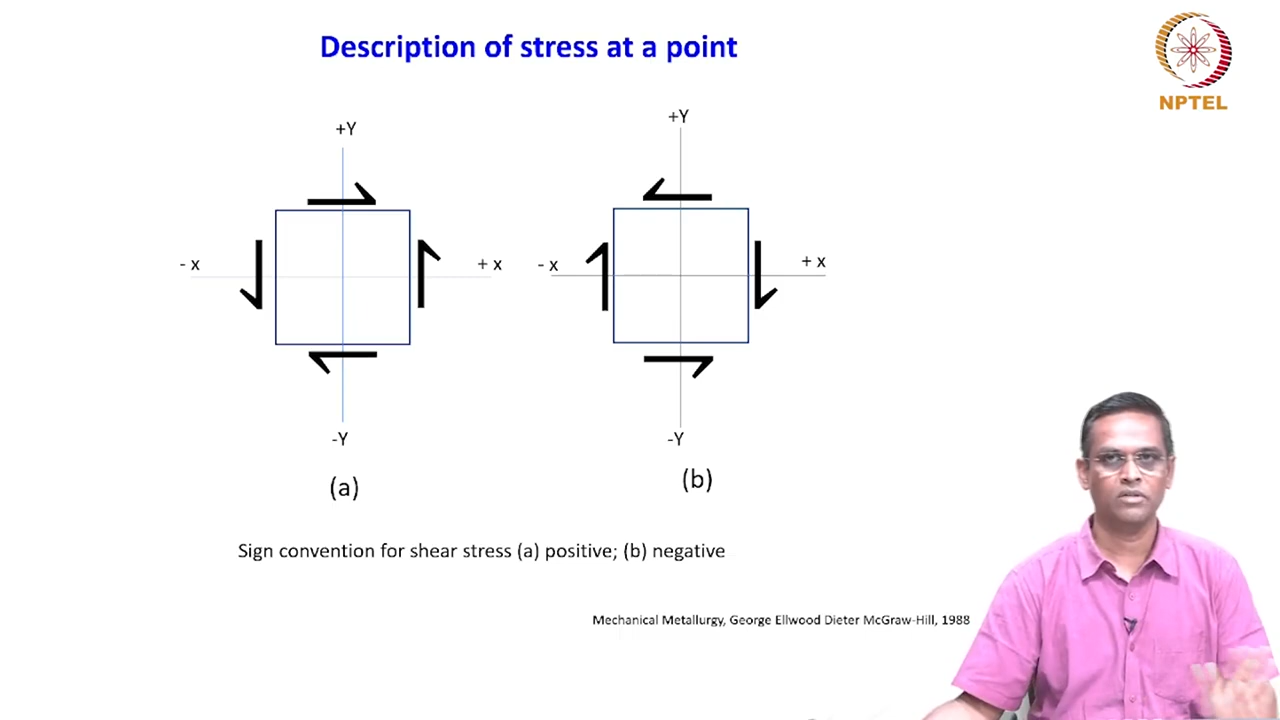 Description of stress at a point
NPTEL
+Y
+Y
- x
+ x
- x
+ x
-Y
-Y
(a)
(b)
Sign convention for shear stress (a) positive; (b) negative
Mechanical Metallurgy, George Ellwood Dieter McGraw-Hill, 1988